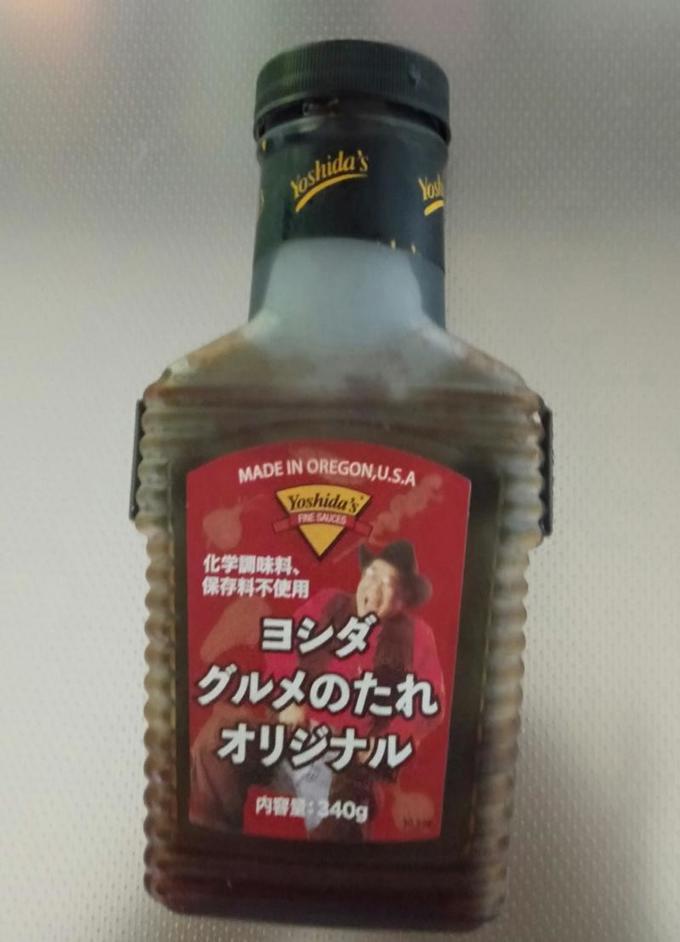 Yoshida's
Yosh
MADE IN OREGON,U.S.A
Yoshida's
FINE SAUCES
化学調味料、
保存料不使用
ヨシダ
グルメのたれ
オリジナル
内容量:340g